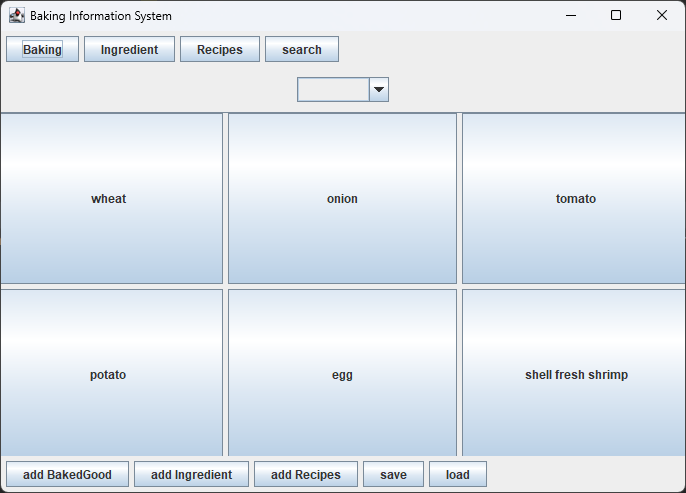 Baking Information System
Baking Ingredient Recipes search
wheat onion tomato
potato egg shell fresh shrimp
add BakedGood add Ingredient add Recipes save load